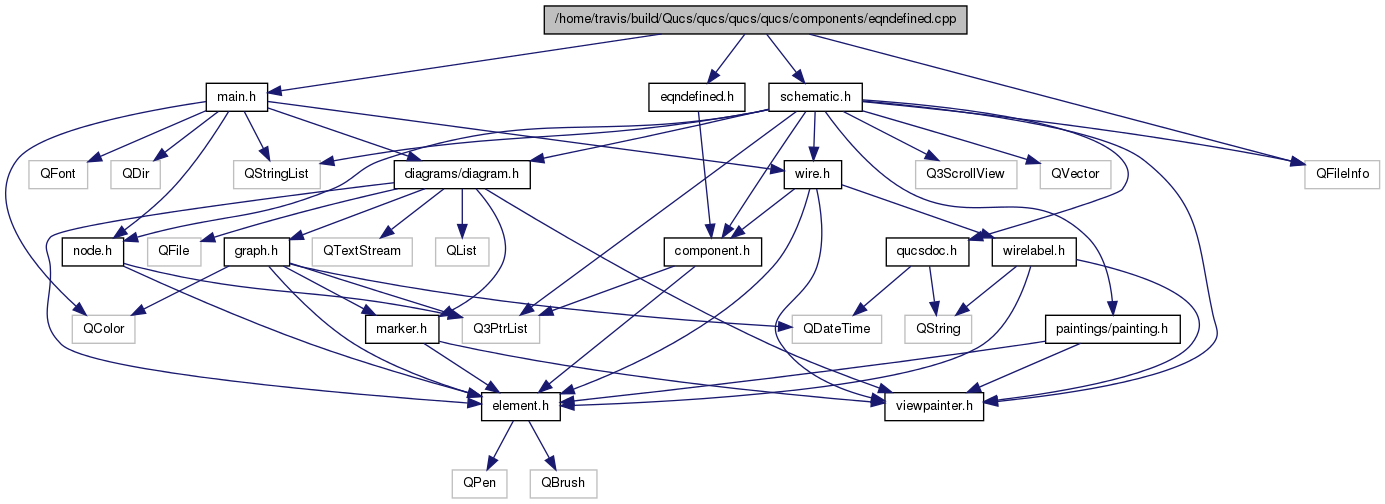 /home/travis/build/Qucs/qucs/qucs/qucs/components/eqndefined.cpp
main.h
eqndefined.h
schematic.h
QFont
QDir
QStringList
diagrams/diagram.h
wire.h
Q3ScrollView
QVector
QFileInfo
node.h
QFile
graph.h
QTextStream
QList
component.h
qucsdoc.h
wirelabel.h
QColor
marker.h
Q3PtrList
QDateTime
QString
paintings/painting.h
element.h
viewpainter.h
QPen
QBrush